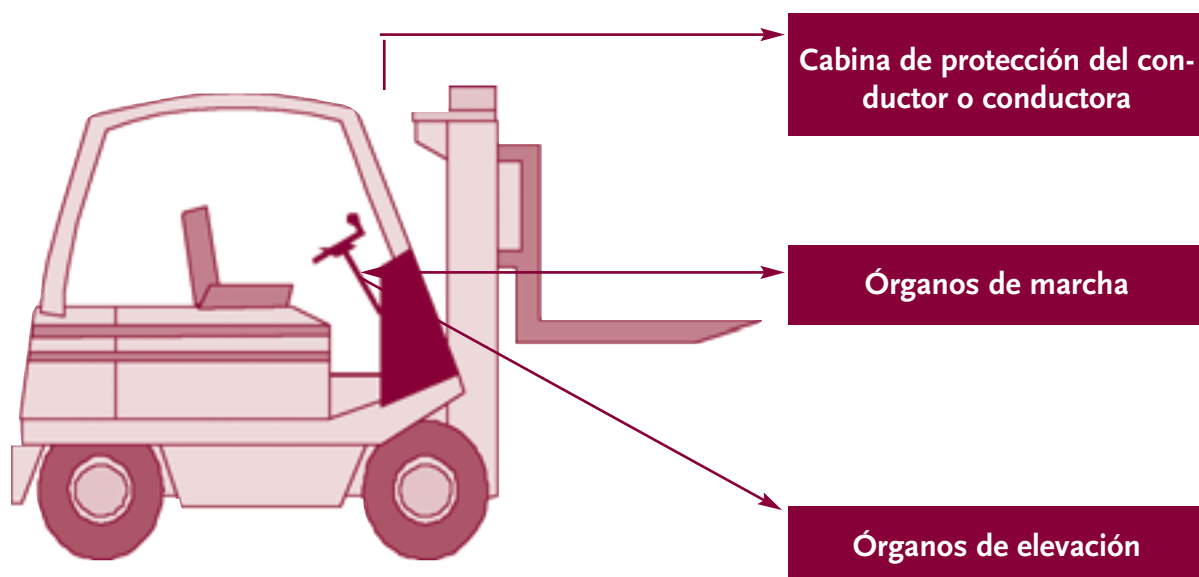 Cabina de protección del con-
ductor o conductora
Órganos de marcha
Órganos de elevación